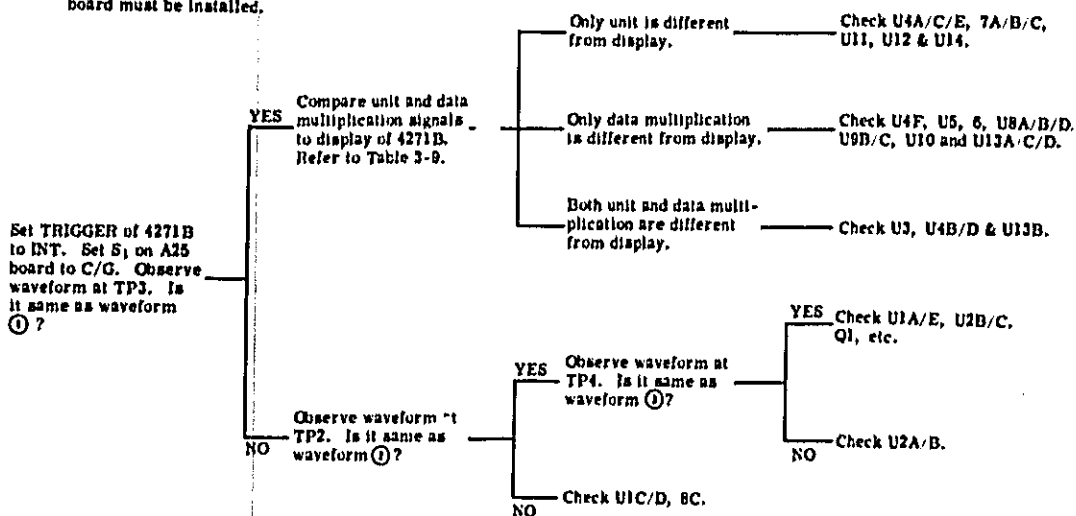 board must be installed.
Set TRIGGER of 4271B
to INT. Set S1 on A25
board to C/G. Observe
waveform at TP3. Is
it same as waveform
①?
YES
Compare unit and data
multiplication signals
to display of 4271B.
Refer to Table 3-9.
Only unit is different
from display.
Check U4A/C/E, 7A/B/C,
U11, U12 & U14.
Only data multiplication
is different from display.
Check U4F, U5, 6, U8A/B/D.
U9B/C, U10 and U13A/C/D.
Both unit and data multi-
plication are different
from display.
Check U3, U4B/D & U13B.
NO
Observe waveform at
TP2. Is it same as
waveform ①?
YES
Observe waveform at
TP4. Is it same as
waveform ?
YES
Check U1A/E, U2B/C,
Q1, etc.
NO
Check U2A/B.
NO
Check U1C/D, 8C.